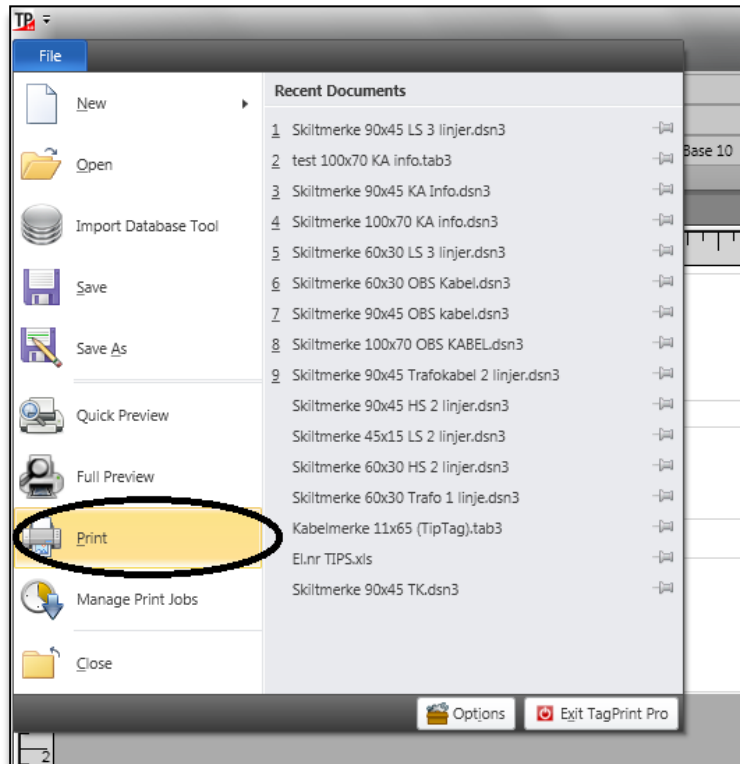 TP
File
New
Open
Import Database Tool
Save
Save As
Quick Preview
Full Preview
Print
Manage Print Jobs
Close
Recent Documents
1 Skiltmerke 90x45 LS 3 linjer.dsn3
2 test 100x70 KA info.tab3
3 Skiltmerke 90x45 KA Info.dsn3
4 Skiltmerke 100x70 KA info.dsn3
5 Skiltmerke 60x30 LS 3 linjer.dsn3
6 Skiltmerke 60x30 OBS Kabel.dsn3
7 Skiltmerke 90x45 OBS kabel.dsn3
8 Skiltmerke 100x70 OBS KABEL.dsn3
9 Skiltmerke 90x45 Trafokabel 2 linjer.dsn3
Skiltmerke 90x45 HS 2 linjer.dsn3
Skiltmerke 45x15 LS 2 linjer.dsn3
Skiltmerke 60x30 HS 2 linjer.dsn3
Skiltmerke 60x30 Trafo 1 linje.dsn3
Kabelmerke 11x65 (TipTag).tab3
El.nr TIPS.xls
Skiltmerke 90x45 TK.dsn3
Base 10
Options
Exit TagPrint Pro
2